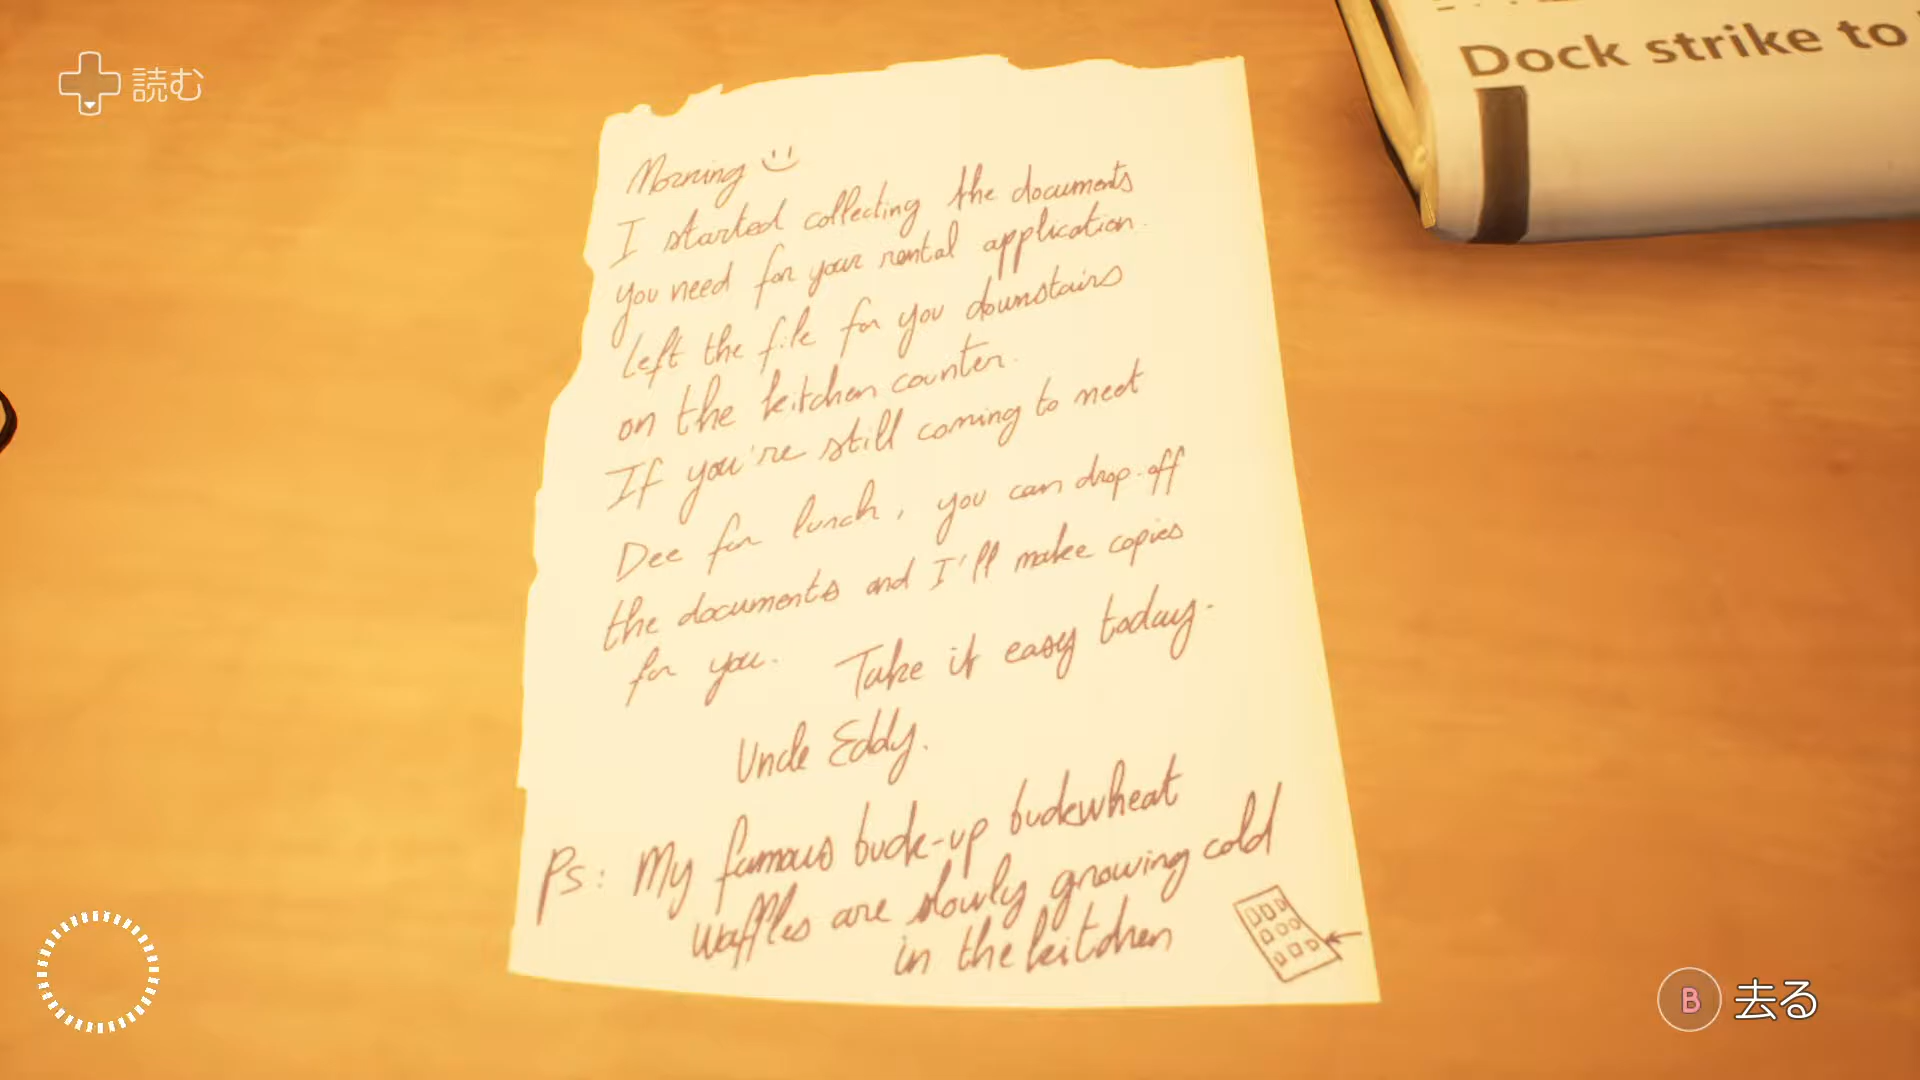 読む
Dock strike to
Morning
I started collecting the documents
you need for your rental application.
Left the file for you downstairs
on the kitchen counter.
If you're still coming to meet
Dee for lunch, you can drop-off
the documents and I'll make copies
for you. Take it easy today.
Uncle Eddy.
Ps: My famous buck-up buckwheat
waffles are slowly growing cold
in the kitchen
B 去る